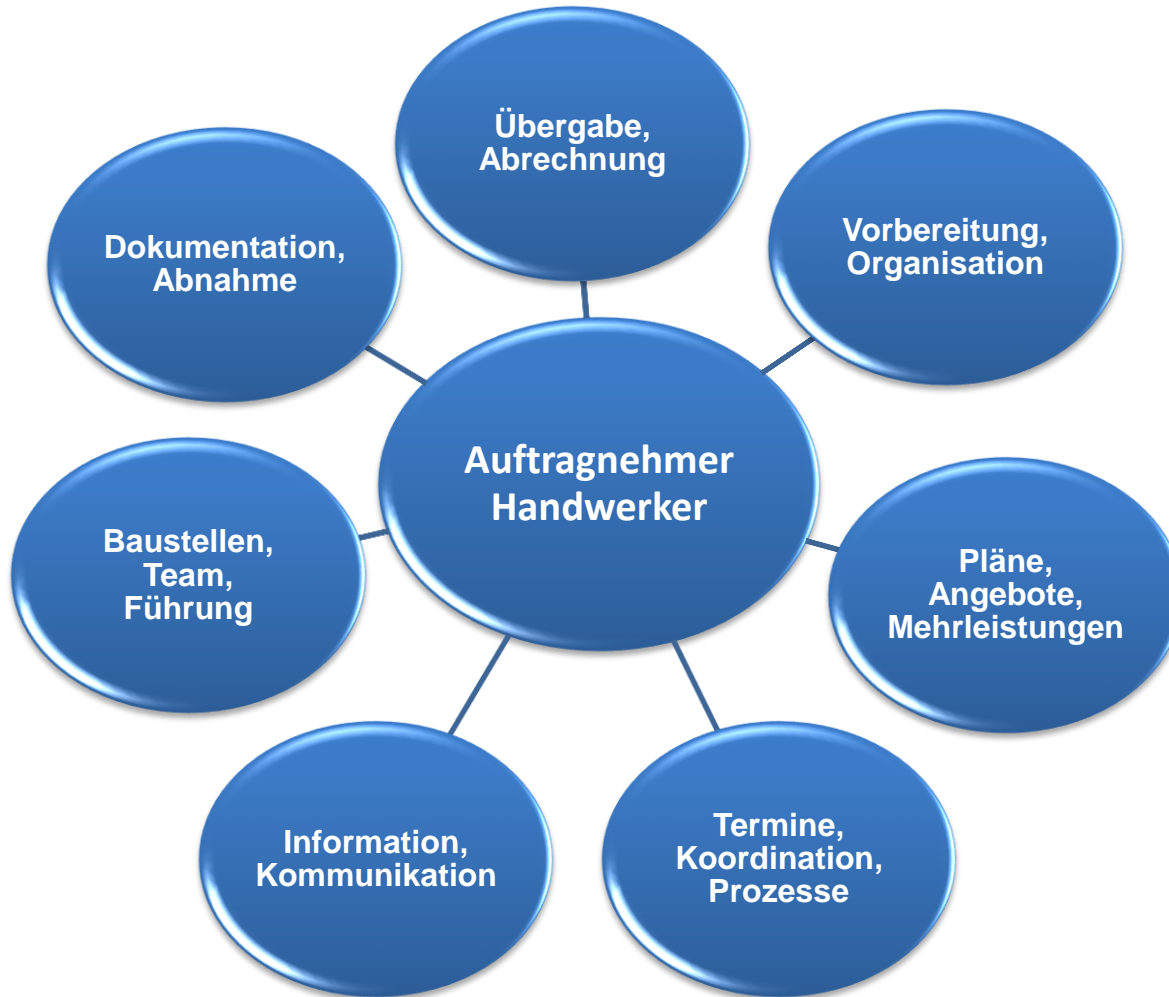 Übergabe,
Abrechnung
Vorbereitung,
Organisation
Dokumentation,
Abnahme
Auftragnehmer
Handwerker
Pläne,
Angebote,
Mehrleistungen
Baustellen,
Team,
Führung
Termine,
Koordination,
Prozesse
Information,
Kommunikation